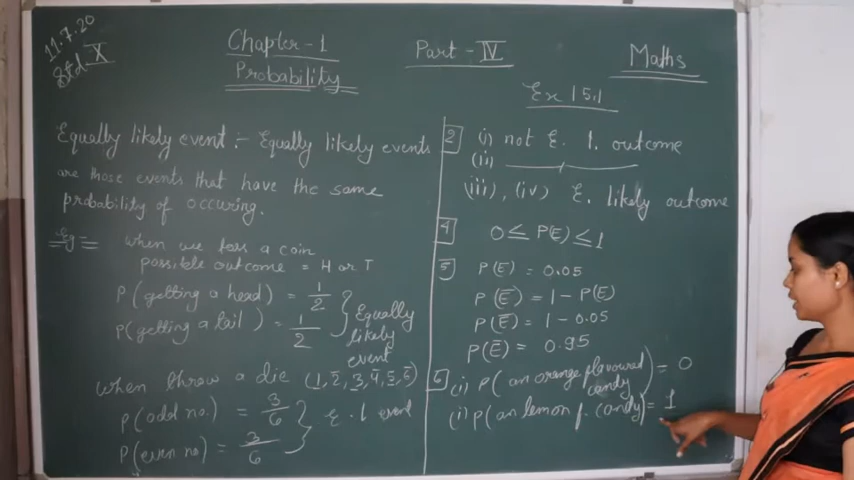 11.7.20
Std. X
Chapter-1
Probability
Part-IV
Maths
Equally likely event:- Equally likely events
are those events that have the same
probability of occuring.
Eg = when we toss a coin
possible outcome = H or T
P(getting a head) = 1/2
P(getting a tail) = 1/2
Equally
likely
event
when throw a die (1, 2, 3, 4, 5, 6)
P(odd no.) = 3/6
P(even no) = 3/6
E.l event
Ex 15.1
2 (i) not E. l. outcome
(ii)
(iii), (iv) E. likely outcome
4 0 ≤ P(E) ≤ 1
5 P(E) = 0.05
P(E̅) = 1 - P(E)
P(E̅) = 1 - 0.05
P(E̅) = 0.95
6 (i) P(an orange flavoured
candy) = 0
(i) P(an lemon f. candy) = 1